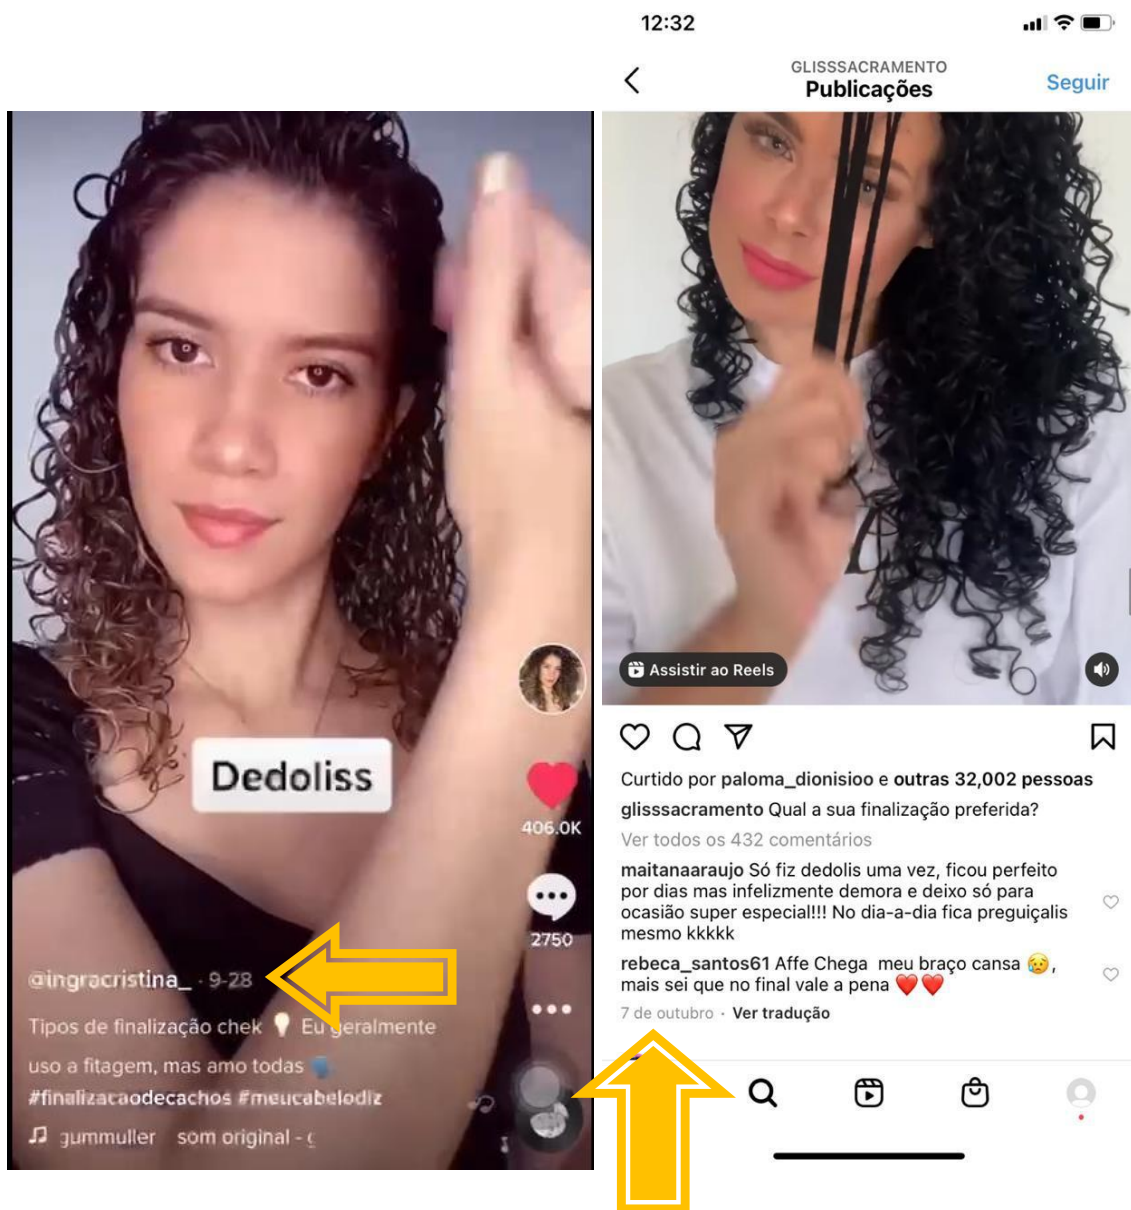 Dedoliss
406.0K
2750
@ingracristina_ · 9-28
Tipos de finalização chek 💡 Eu geralmente
uso a fitagem, mas amo todas
#finalizacaodecachos #meucabelodiz
gummuller som original -
12:32
GLISSSACRAMENTO
Publicações
Seguir
Assistir ao Reels
Curtido por paloma_dionisioo e outras 32,002 pessoas
glisssacramento Qual a sua finalização preferida?
Ver todos os 432 comentários
maitanaaraujo Só fiz dedolis uma vez, ficou perfeito
por dias mas infelizmente demora e deixo só para
ocasião super especial!!! No dia-a-dia fica preguiçalis
mesmo kkkkk
rebeca_santos61 Affe Chega meu braço cansa 😥,
mais sei que no final vale a pena ❤️❤️
7 de outubro · Ver tradução